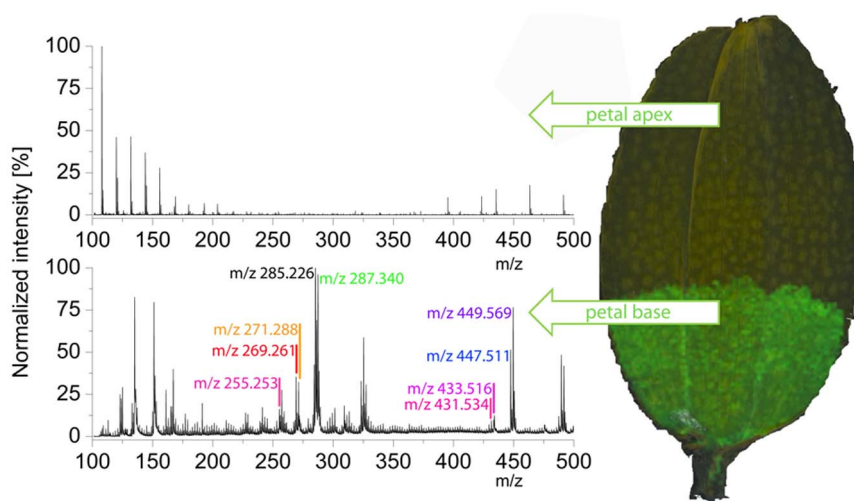 Normalized intensity [%]
100
75
50
25
0
100 150 200 250 300 350 400 450 500
m/z
petal apex
100
75
50
25
0
m/z 285.226
m/z 287.340
m/z 271.288
m/z 269.261
m/z 255.253
m/z 449.569
m/z 447.511
m/z 433.516
m/z 431.534
100 150 200 250 300 350 400 450 500
m/z
petal base